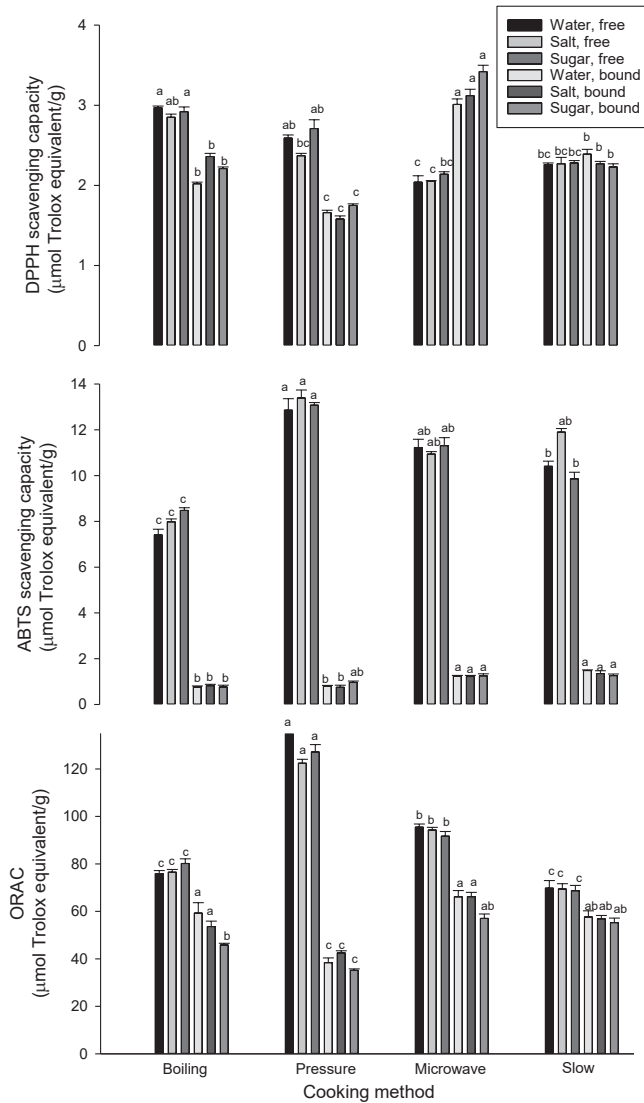 Water, free
Salt, free
Sugar, free
Water, bound
Salt, bound
Sugar, bound
DPPH scavenging capacity
(μmol Trolox equivalent/g)
4
3
2
1
0
a ab a b b b
ab bc ab c c c
c c bc a a a
bc bc bc b b b
ABTS scavenging capacity
(μmol Trolox equivalent/g)
14
12
10
8
6
4
2
0
c c c b b b
a a a b b ab
ab ab ab a a a
b ab b a a a
ORAC
(μmol Trolox equivalent/g)
120
100
80
60
40
20
0
c c c a a b
a a a c c c
b b b a a ab
c c c ab ab ab
Boiling Pressure Microwave Slow
Cooking method